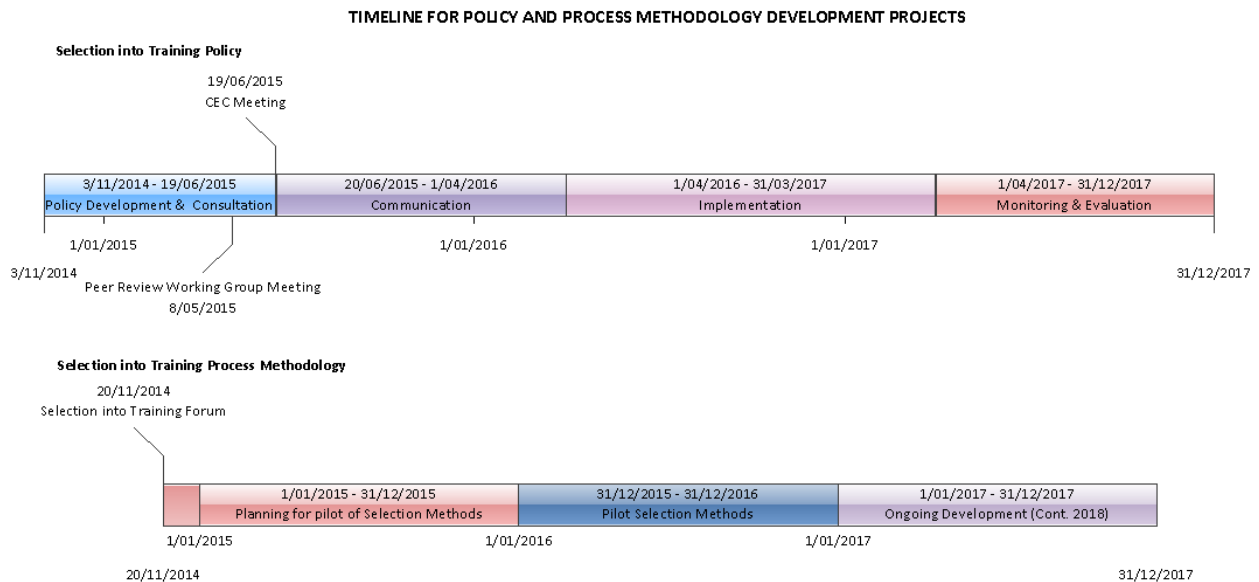 TIMELINE FOR POLICY AND PROCESS METHODOLOGY DEVELOPMENT PROJECTS
Selection into Training Policy
19/06/2015
CEC Meeting
3/11/2014 - 19/06/2015
Policy Development & Consultation
20/06/2015 - 1/04/2016
Communication
1/04/2016 - 31/03/2017
Implementation
1/04/2017 - 31/12/2017
Monitoring & Evaluation
1/01/2015
1/01/2016
1/01/2017
3/11/2014
31/12/2017
Peer Review Working Group Meeting
8/05/2015
Selection into Training Process Methodology
20/11/2014
Selection into Training Forum
1/01/2015 - 31/12/2015
Planning for pilot of Selection Methods
31/12/2015 - 31/12/2016
Pilot Selection Methods
1/01/2017 - 31/12/2017
Ongoing Development (Cont. 2018)
1/01/2015
1/01/2016
1/01/2017
20/11/2014
31/12/2017